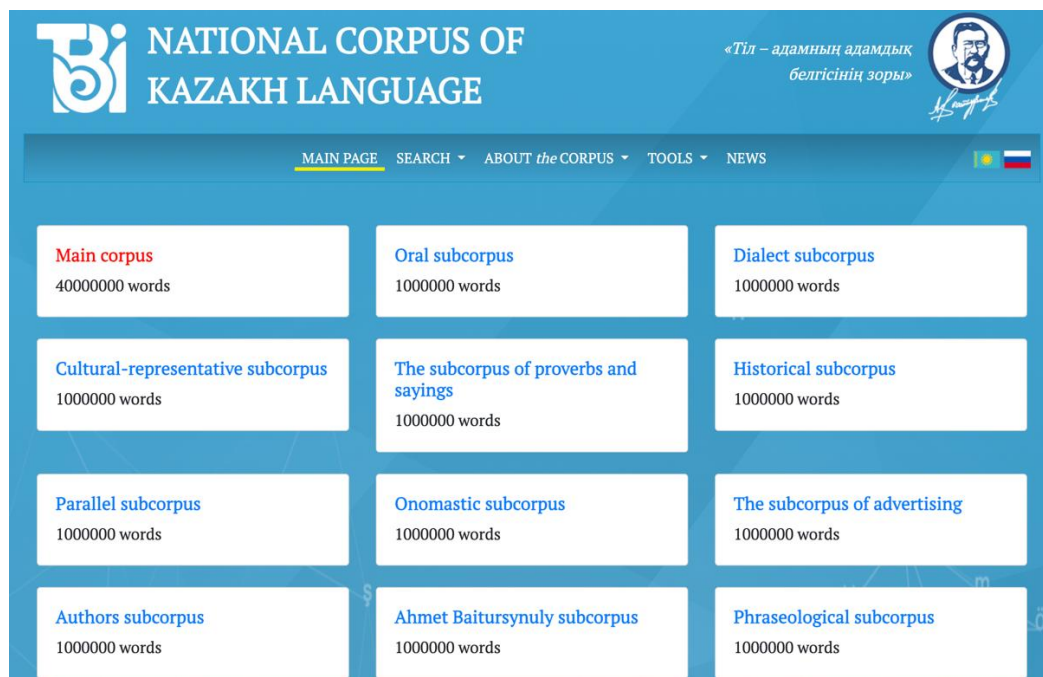 NATIONAL CORPUS OF
KAZAKH LANGUAGE
«Тіл – адамның адамдық
белгісінің зоры»
MAIN PAGE SEARCH ABOUT the CORPUS TOOLS NEWS
Main corpus
40000000 words
Oral subcorpus
1000000 words
Dialect subcorpus
1000000 words
Cultural-representative subcorpus
1000000 words
The subcorpus of proverbs and
sayings
1000000 words
Historical subcorpus
1000000 words
Parallel subcorpus
1000000 words
Onomastic subcorpus
1000000 words
The subcorpus of advertising
1000000 words
Authors subcorpus
1000000 words
Ahmet Baitursynuly subcorpus
1000000 words
Phraseological subcorpus
1000000 words